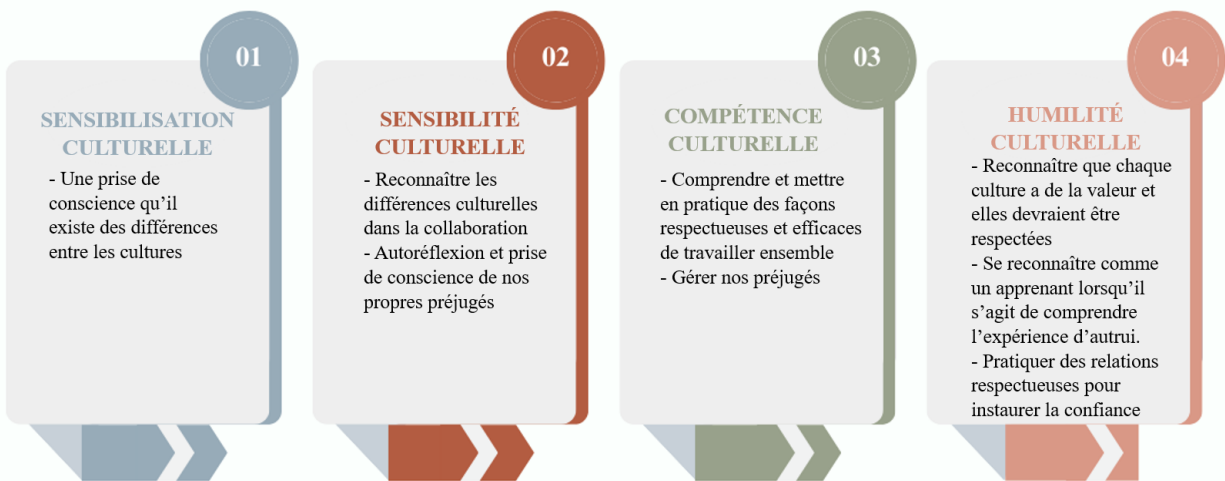 01
SENSIBILISATION
CULTURELLE
- Une prise de
conscience qu’il
existe des différences
entre les cultures
02
SENSIBILITÉ
CULTURELLE
- Reconnaître les
différences culturelles
dans la collaboration
- Autoréflexion et prise
de conscience de nos
propres préjugés
03
COMPÉTENCE
CULTURELLE
- Comprendre et mettre
en pratique des façons
respectueuses et efficaces
de travailler ensemble
- Gérer nos préjugés
04
HUMILITÉ
CULTURELLE
- Reconnaître que chaque
culture a de la valeur et
elles devraient être
respectées
- Se reconnaître comme
un apprenant lorsqu’il
s’agit de comprendre
l’expérience d’autrui.
- Pratiquer des relations
respectueuses pour
instaurer la confiance